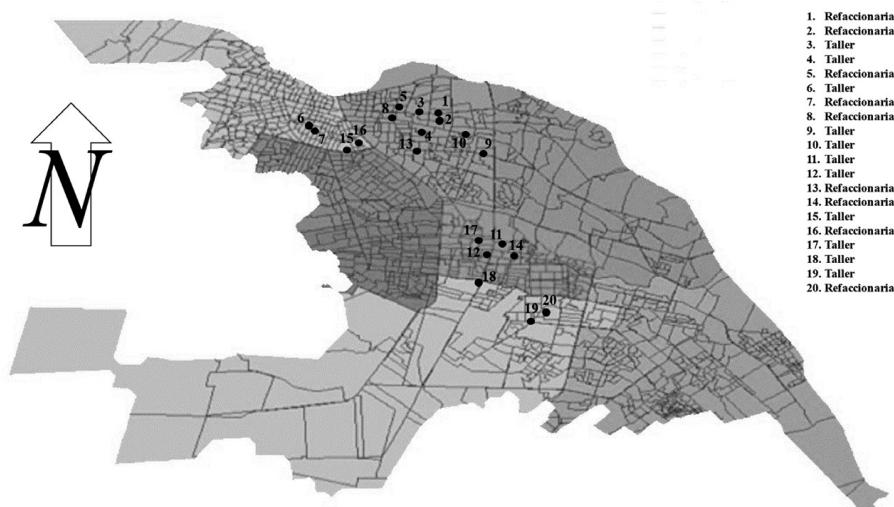 N
1. Refaccionaria
2. Refaccionaria
3. Taller
4. Taller
5. Refaccionaria
6. Taller
7. Refaccionaria
8. Refaccionaria
9. Taller
10. Taller
11. Taller
12. Taller
13. Refaccionaria
14. Refaccionaria
15. Taller
16. Refaccionaria
17. Taller
18. Taller
19. Taller
20. Refaccionaria
5
3
1
8
2
6
7
4
10
16
15
13
9
17
11
12
14
18
20
19